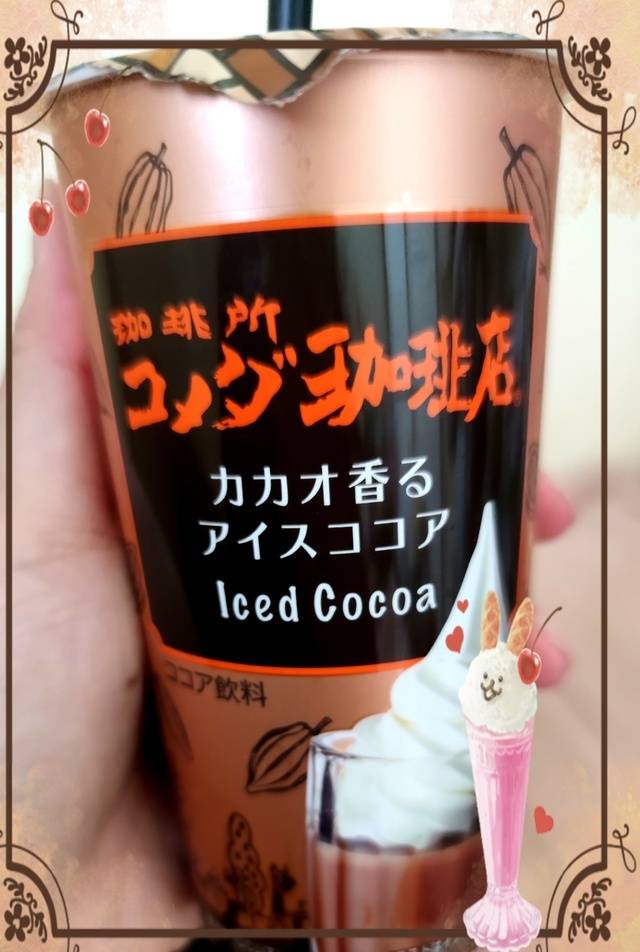 珈琲所
コメダ珈琲店
カカオ香る
アイスココア
Iced Cocoa
ココア飲料